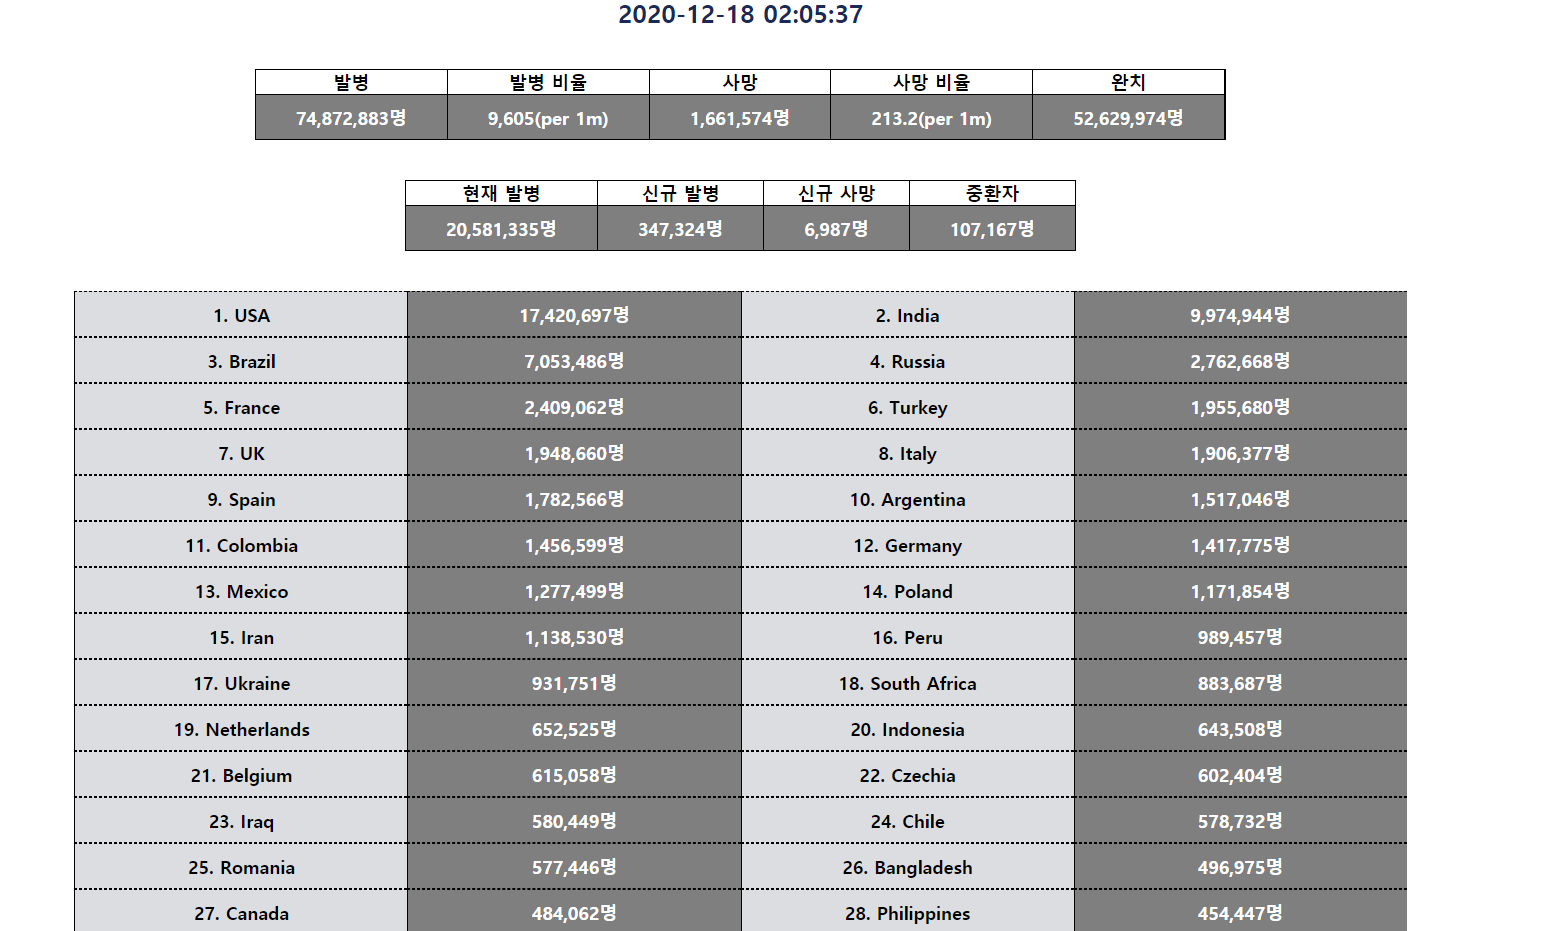 2020-12-18 02:05:37
발병 발병 비율 사망 사망 비율 완치
74,872,883명 9,605(per 1m) 1,661,574명 213.2(per 1m) 52,629,974명
현재 발병 신규 발병 신규 사망 중환자
20,581,335명 347,324명 6,987명 107,167명
1. USA 17,420,697명 2. India 9,974,944명
3. Brazil 7,053,486명 4. Russia 2,762,668명
5. France 2,409,062명 6. Turkey 1,955,680명
7. UK 1,948,660명 8. Italy 1,906,377명
9. Spain 1,782,566명 10. Argentina 1,517,046명
11. Colombia 1,456,599명 12. Germany 1,417,775명
13. Mexico 1,277,499명 14. Poland 1,171,854명
15. Iran 1,138,530명 16. Peru 989,457명
17. Ukraine 931,751명 18. South Africa 883,687명
19. Netherlands 652,525명 20. Indonesia 643,508명
21. Belgium 615,058명 22. Czechia 602,404명
23. Iraq 580,449명 24. Chile 578,732명
25. Romania 577,446명 26. Bangladesh 496,975명
27. Canada 484,062명 28. Philippines 454,447명